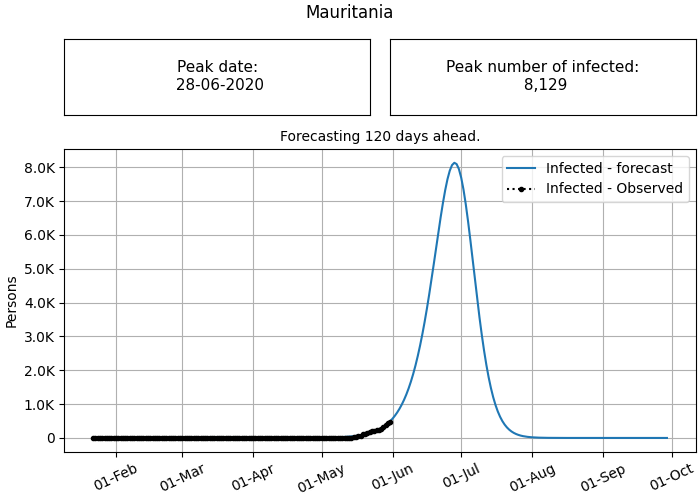 Mauritania
Peak date:
28-06-2020
Peak number of infected:
8,129
Forecasting 120 days ahead.
Infected - forecast
Infected - Observed
Persons
8.0K
7.0K
6.0K
5.0K
4.0K
3.0K
2.0K
1.0K
0
01-Feb
01-Mar
01-Apr
01-May
01-Jun
01-Jul
01-Aug
01-Sep
01-Oct